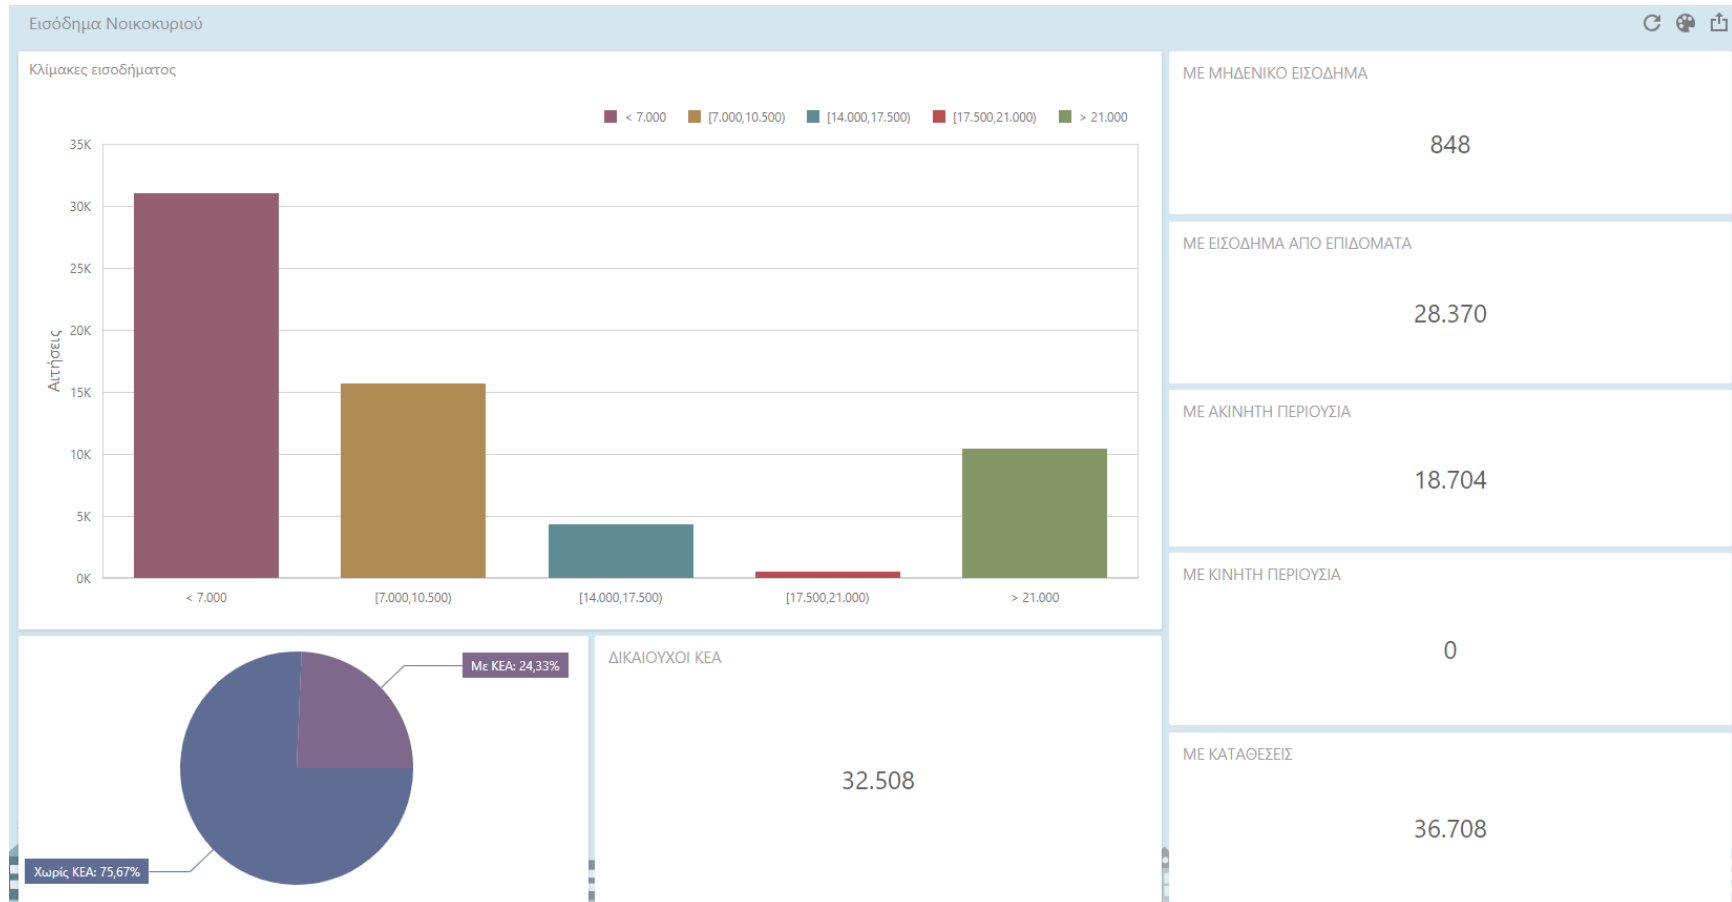 Εισόδημα Νοικοκυριού
Κλίμακες εισοδήματος
< 7.000 [7.000,10.500) [14.000,17.500) [17.500,21.000) > 21.000
35K
30K
25K
20K
15K
10K
5K
0K
Αιτήσεις
< 7.000 [7.000,10.500) [14.000,17.500) [17.500,21.000) > 21.000
Με ΚΕΑ: 24,33%
Χωρίς ΚΕΑ: 75,67%
ΔΙΚΑΙΟΥΧΟΙ ΚΕΑ
32.508
ΜΕ ΜΗΔΕΝΙΚΟ ΕΙΣΟΔΗΜΑ
848
ΜΕ ΕΙΣΟΔΗΜΑ ΑΠΟ ΕΠΙΔΟΜΑΤΑ
28.370
ΜΕ ΑΚΙΝΗΤΗ ΠΕΡΙΟΥΣΙΑ
18.704
ΜΕ ΚΙΝΗΤΗ ΠΕΡΙΟΥΣΙΑ
0
ΜΕ ΚΑΤΑΘΕΣΕΙΣ
36.708